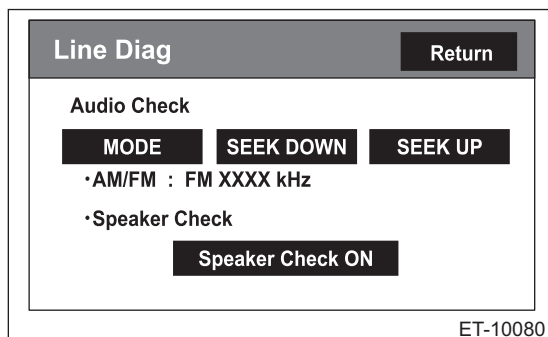 Line Diag Return
Audio Check
MODE SEEK DOWN SEEK UP
・AM/FM : FM XXXX kHz
・Speaker Check
Speaker Check ON
ET-10080